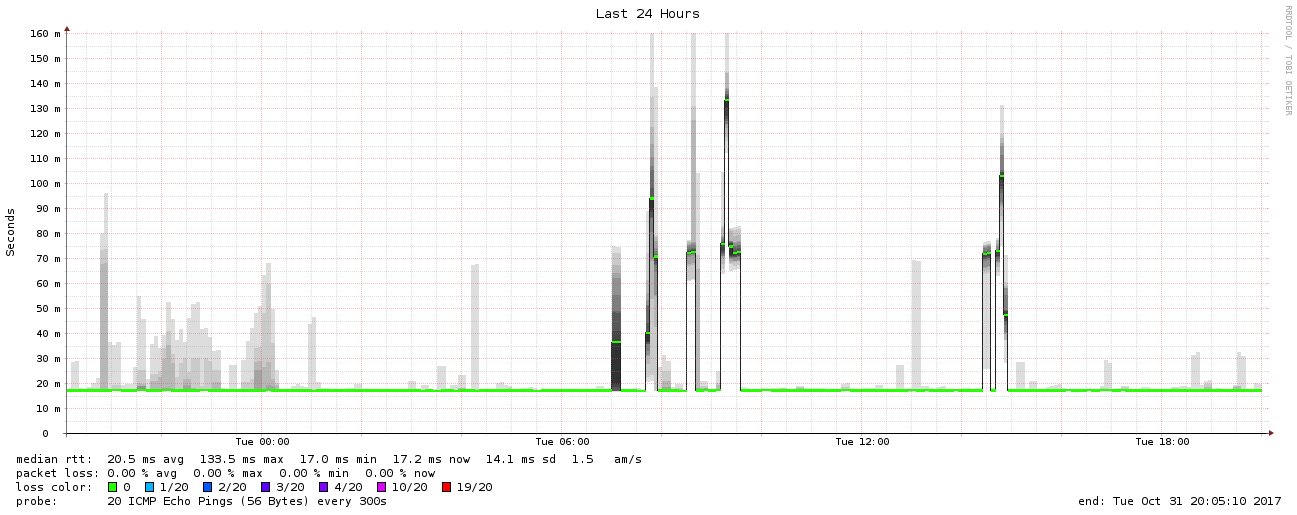 Last 24 Hours
RRDTOOL / TOBI OETIKER
Seconds
160 m
150 m
140 m
130 m
120 m
110 m
100 m
90 m
80 m
70 m
60 m
50 m
40 m
30 m
20 m
10 m
0
Tue 00:00 Tue 06:00 Tue 12:00 Tue 18:00
median rtt: 20.5 ms avg 133.5 ms max 17.0 ms min 17.2 ms now 14.1 ms sd 1.5 am/s
packet loss: 0.00 % avg 0.00 % max 0.00 % min 0.00 % now
loss color: 0 1/20 2/20 3/20 4/20 10/20 19/20
probe: 20 ICMP Echo Pings (56 Bytes) every 300s end: Tue Oct 31 20:05:10 2017